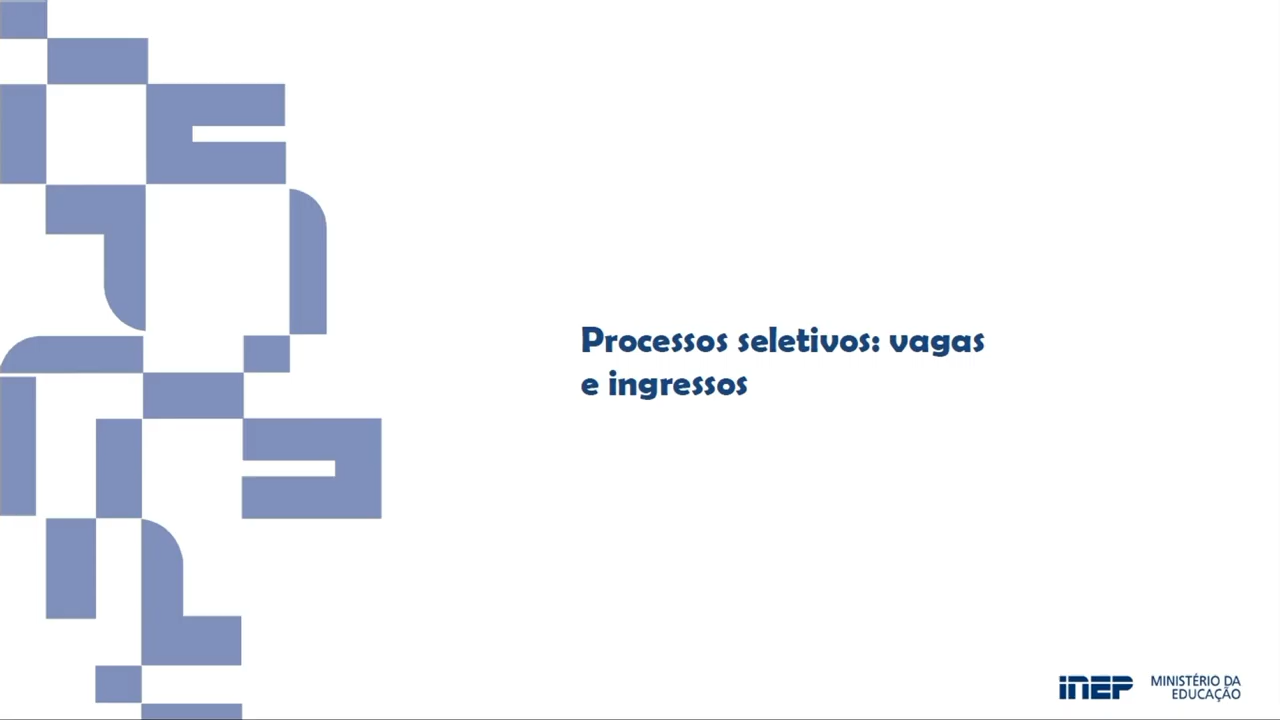 Processos seletivos: vagas
e ingressos
INEP
MINISTÉRIO DA
EDUCAÇÃO